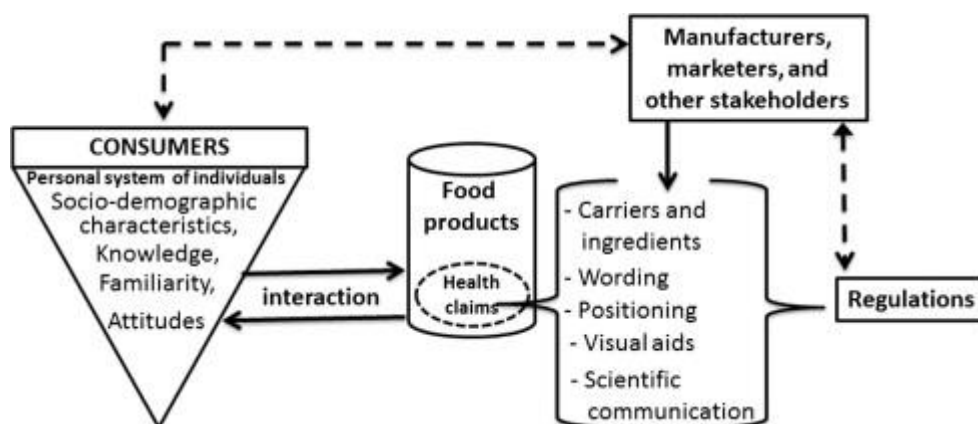 Manufacturers,
marketers, and
other stakeholders
CONSUMERS
Personal system of individuals
Socio-demographic
characteristics,
Knowledge,
Familiarity,
Attitudes
interaction
Food
products
Health
claims
- Carriers and
ingredients
- Wording
- Positioning
- Visual aids
- Scientific
communication
Regulations